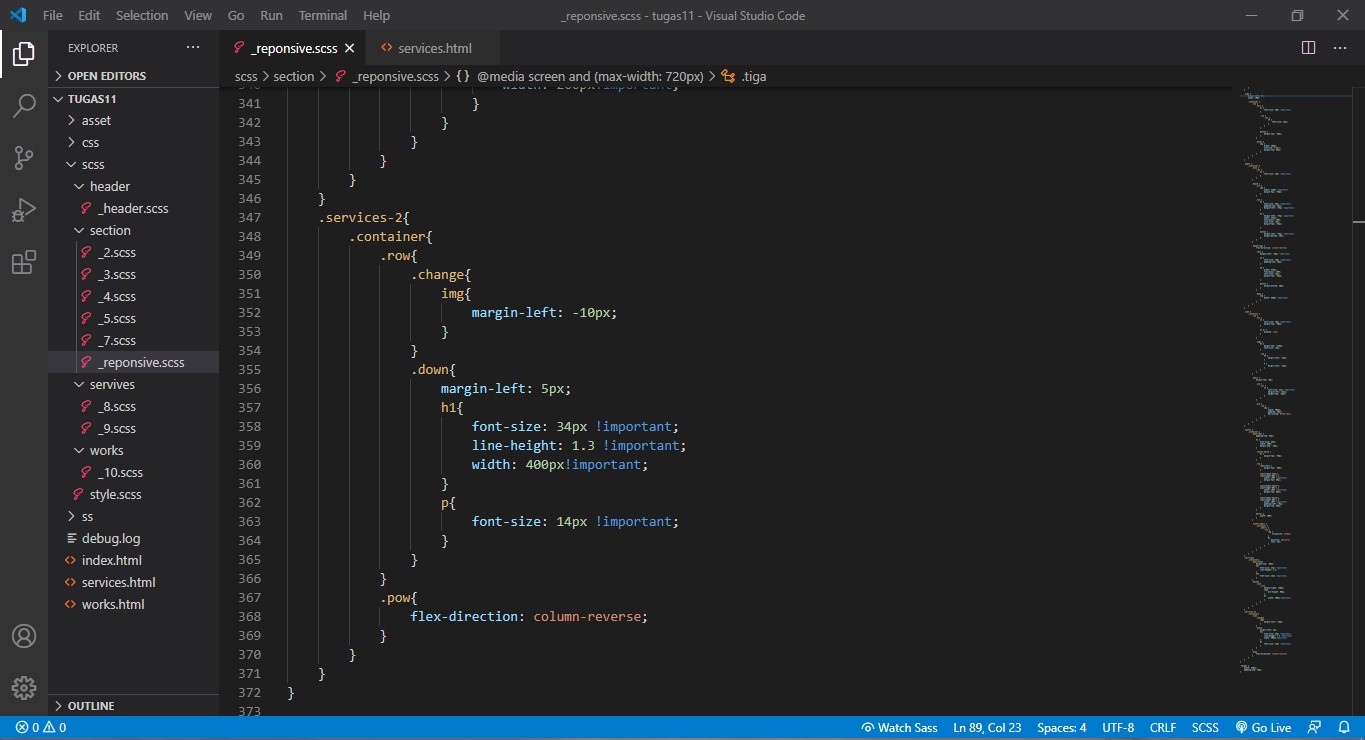 File Edit Selection View Go Run Terminal Help
_reponsive.scss - tugas11 - Visual Studio Code
EXPLORER
OPEN EDITORS
TUGAS11
asset
css
scss
header
_header.scss
section
_2.scss
_3.scss
_4.scss
_5.scss
_7.scss
_reponsive.scss
servives
_8.scss
_9.scss
works
_10.scss
style.scss
ss
debug.log
index.html
services.html
works.html
OUTLINE
_reponsive.scss services.html
scss > section > _reponsive.scss > {} @media screen and (max-width: 720px) > .tiga
341 }
342 }
343 }
344 }
345 }
346 }
347 .services-2{
348 .container{
349 .row{
350 .change{
351 img{
352 margin-left: -10px;
353 }
354 }
355 .down{
356 margin-left: 5px;
357 h1{
358 font-size: 34px !important;
359 line-height: 1.3 !important;
360 width: 400px!important;
361 }
362 p{
363 font-size: 14px !important;
364 }
365 }
366 }
367 .pow{
368 flex-direction: column-reverse;
369 }
370 }
371 }
372 }
373
0 0 Watch Sass Ln 89, Col 23 Spaces: 4 UTF-8 CRLF SCSS Go Live